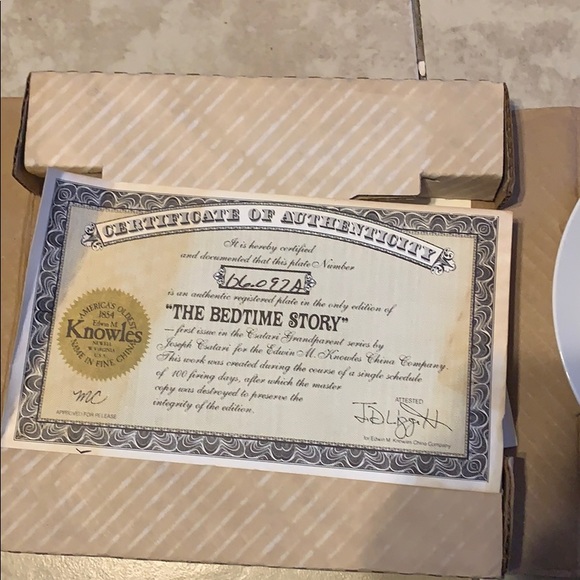 CERTIFICATE OF AUTHENTICITY
It is hereby certified
and documented that this plate Number
is an authentic registered plate in the only edition of
"THE BEDTIME STORY"
—first issue in the Csatari Grandparent series by
Joseph Csatari for the Edwin M. Knowles China Company.
This work was created during the course of a single schedule
of 100 firing days, after which the master
copy was destroyed to preserve the
integrity of the edition.
AMERICA'S OLDEST
1854
Edwin M.
Knowles
NEWELL
W.VIRGINIA
U.S.A.
NAME IN FINE CHINA
MC
APPROVED FOR RELEASE
ATTESTED
for Edwin M. Knowles China Company